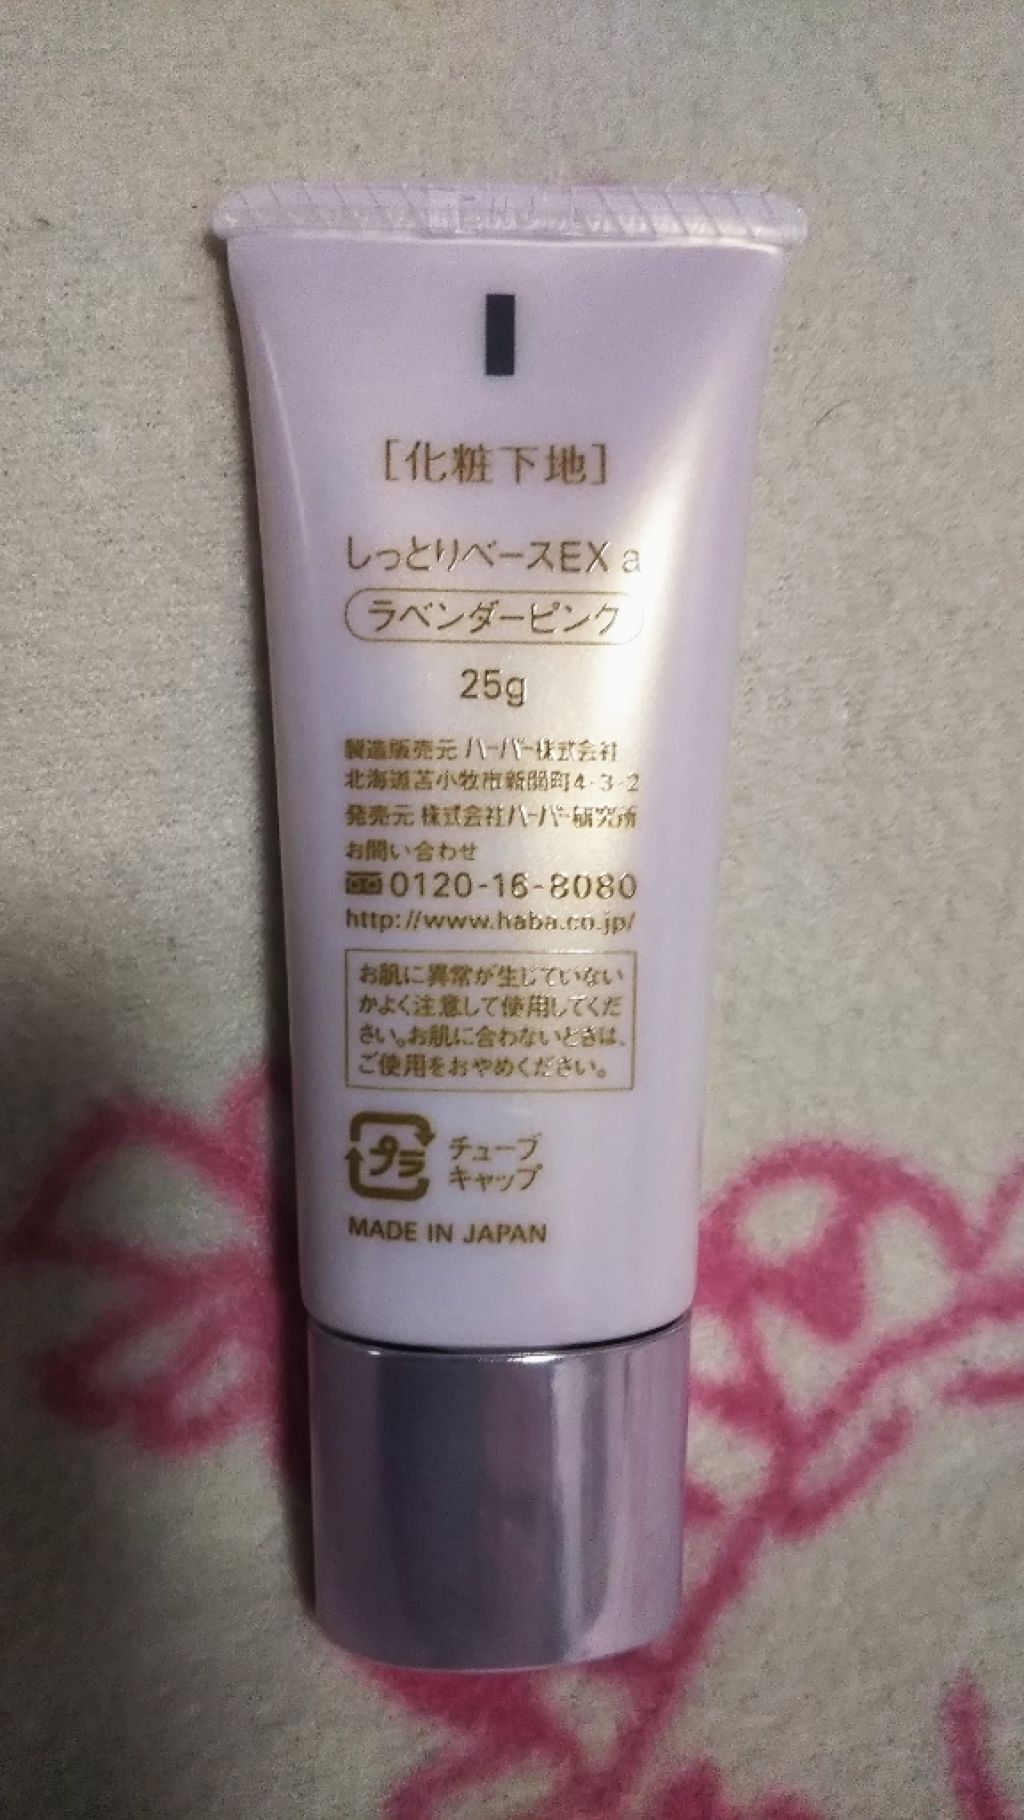 [化粧下地]
しっとりベースEX a
ラベンダーピンク
25g
製造販売元 ハーバー株式会社
北海道苫小牧市新開町4-3-2
発売元 株式会社ハーバー研究所
お問い合わせ
0120-16-8080
http://www.haba.co.jp/
お肌に異常が生じていない
かよく注意して使用してくだ
さい。お肌に合わないときは、
ご使用をおやめください。
プラ
チューブ
キャップ
MADE IN JAPAN